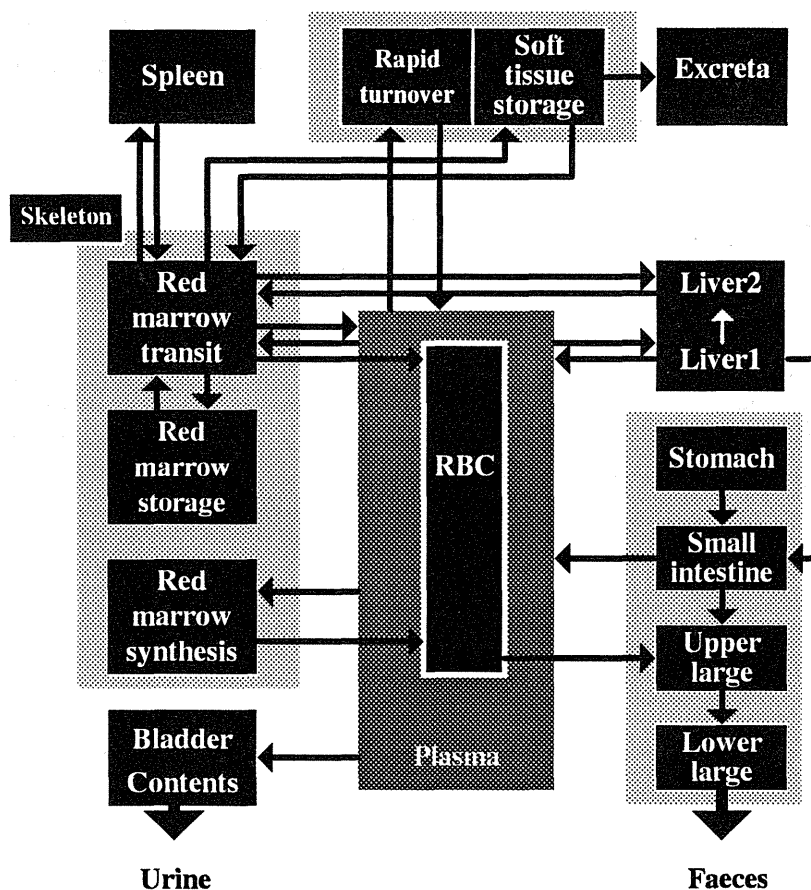 Spleen
Rapid
turnover
Soft
tissue
storage
Excreta
Skeleton
Red
marrow
transit
Liver2
Liver1
Red
marrow
storage
RBC
Stomach
Small
intestine
Red
marrow
synthesis
Upper
large
Bladder
Contents
Plasma
Lower
large
Urine
Faeces